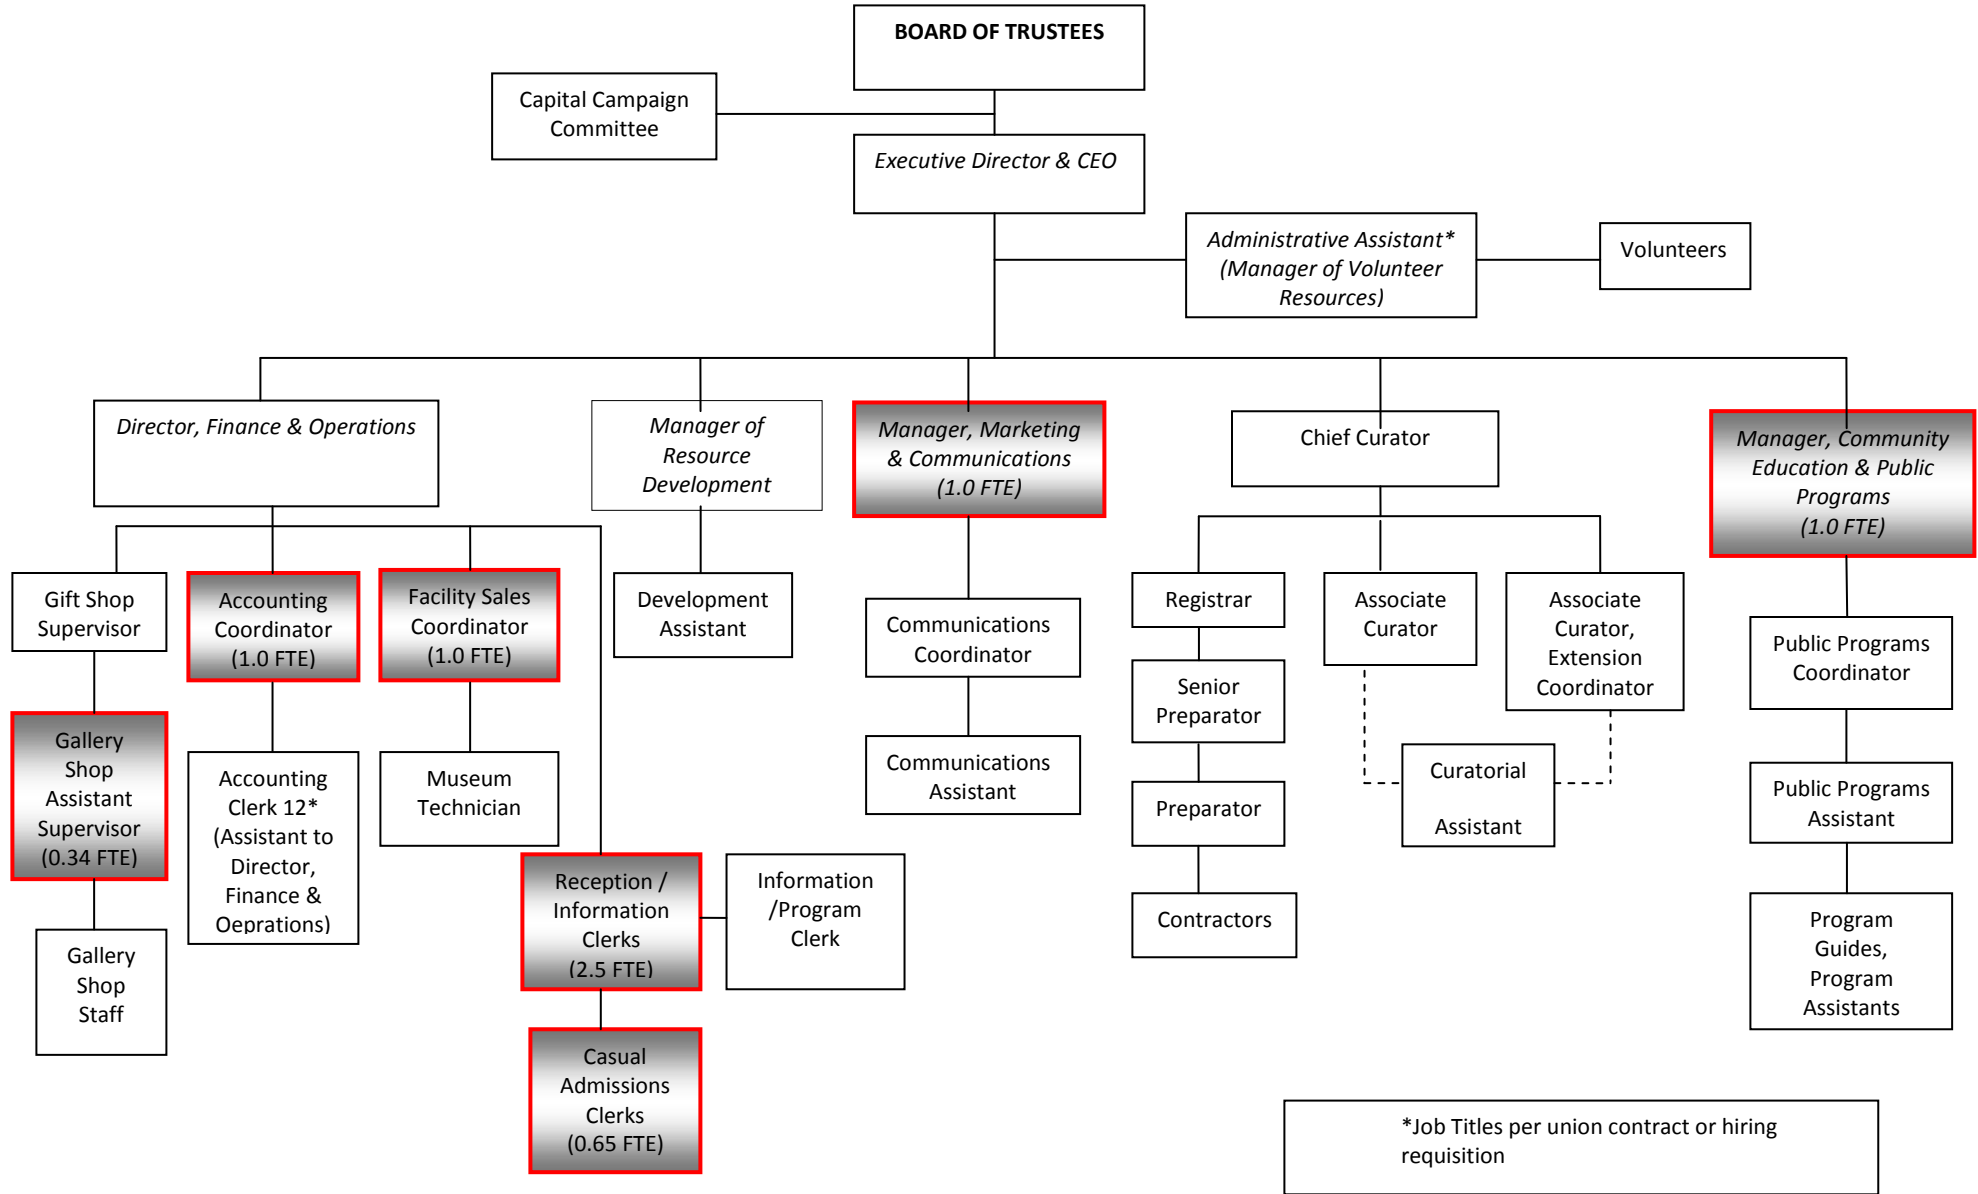 BOARD OF TRUSTEES
Capital Campaign
Committee
Executive Director & CEO
Administrative Assistant*
(Manager of Volunteer
Resources)
Volunteers
Director, Finance & Operations
Manager of
Resource
Development
Manager, Marketing
& Communications
(1.0 FTE)
Chief Curator
Manager, Community
Education & Public
Programs
(1.0 FTE)
Gift Shop
Supervisor
Accounting
Coordinator
(1.0 FTE)
Facility Sales
Coordinator
(1.0 FTE)
Development
Assistant
Communications
Coordinator
Registrar
Associate
Curator
Associate
Curator,
Extension
Coordinator
Public Programs
Coordinator
Gallery
Shop
Assistant
Supervisor
(0.34 FTE)
Accounting
Clerk 12*
(Assistant to
Director,
Finance &
Oeprations)
Museum
Technician
Communications
Assistant
Senior
Preparator
Curatorial
Assistant
Public Programs
Assistant
Preparator
Reception /
Information
Clerks
(2.5 FTE)
Information
/Program
Clerk
Contractors
Program
Guides,
Program
Assistants
Gallery
Shop
Staff
Casual
Admissions
Clerks
(0.65 FTE)
*Job Titles per union contract or hiring
requisition